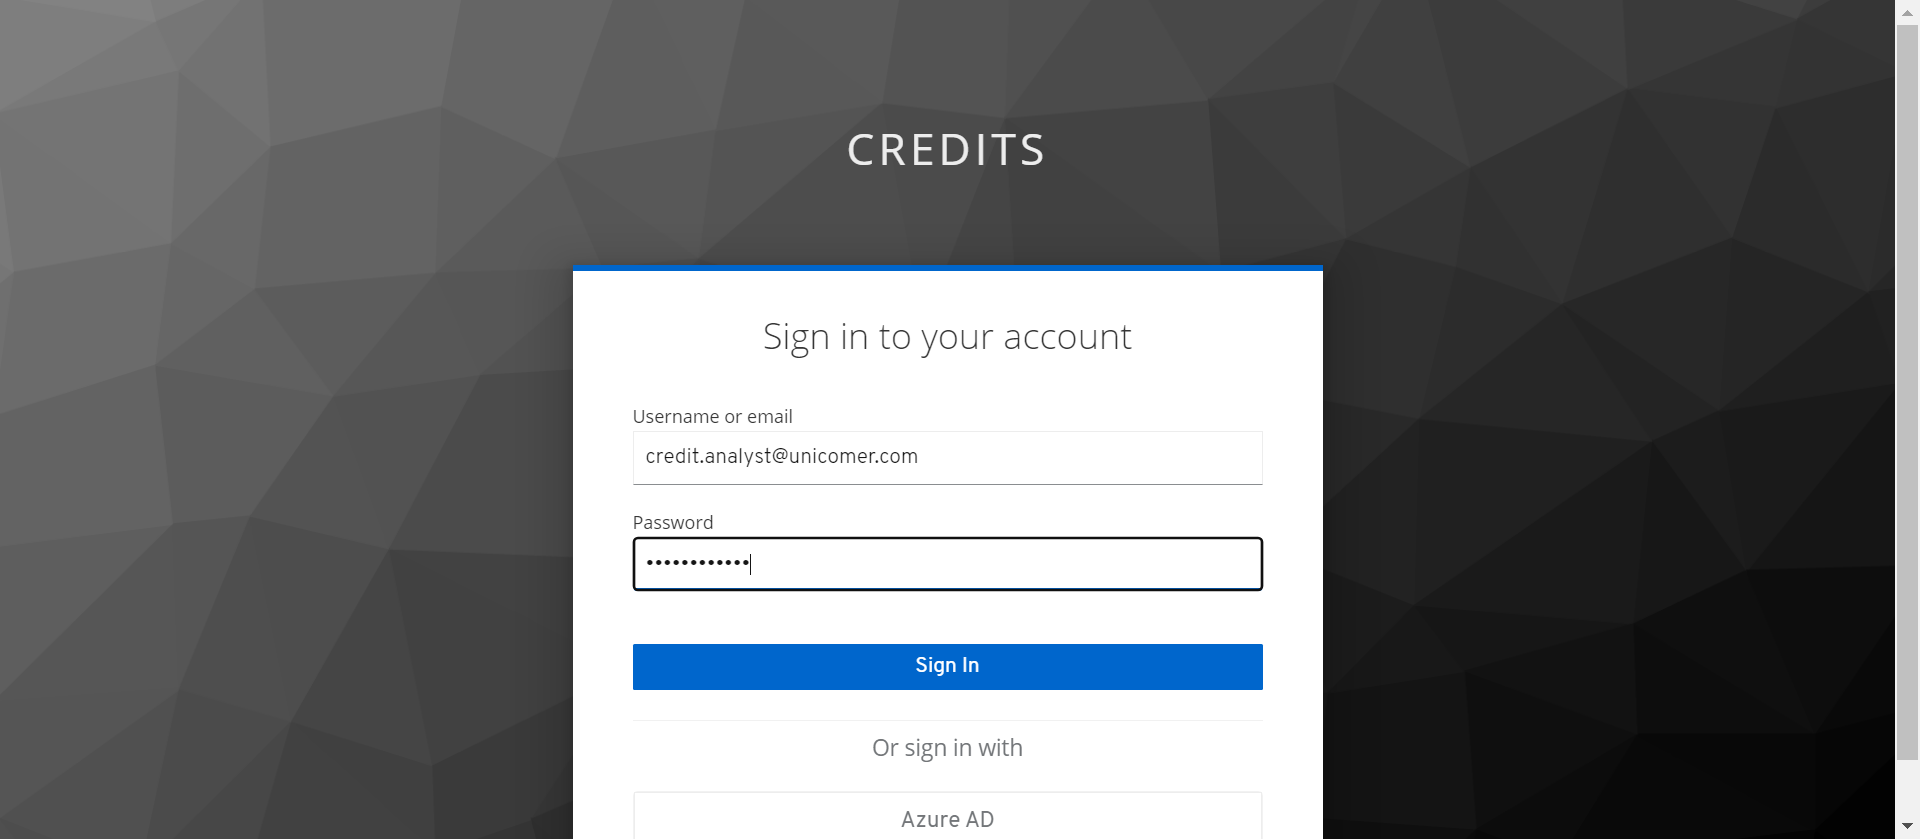 CREDITS
Sign in to your account
Username or email
credit.analyst@unicomer.com
Password
••••••••••••
Sign In
Or sign in with
Azure AD